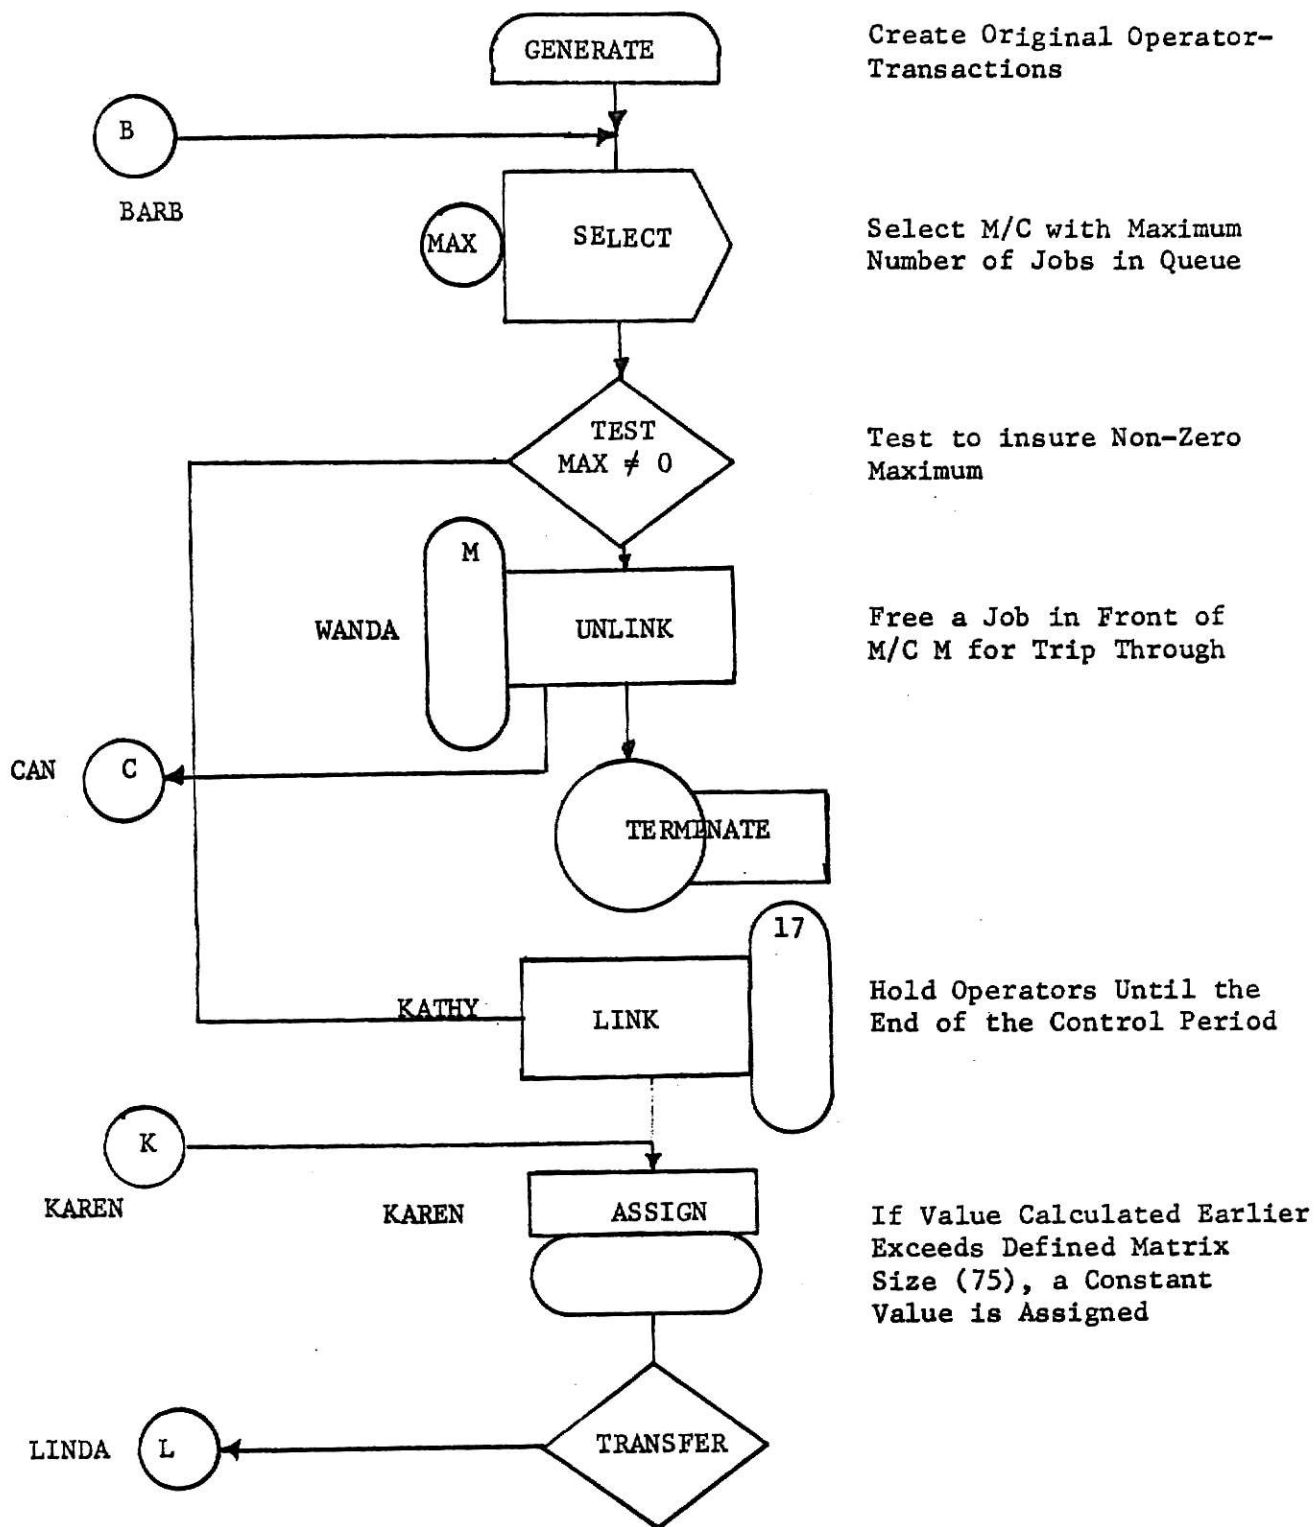 GENERATE
Create Original Operator-
Transactions
B
BARB
MAX
SELECT
Select M/C with Maximum
Number of Jobs in Queue
TEST
MAX ≠ 0
Test to insure Non-Zero
Maximum
M
WANDA
UNLINK
Free a Job in Front of
M/C M for Trip Through
CAN
C
TERMINATE
17
KATHY
LINK
Hold Operators Until the
End of the Control Period
K
KAREN
KAREN
ASSIGN
If Value Calculated Earlier
Exceeds Defined Matrix
Size (75), a Constant
Value is Assigned
LINDA
L
TRANSFER